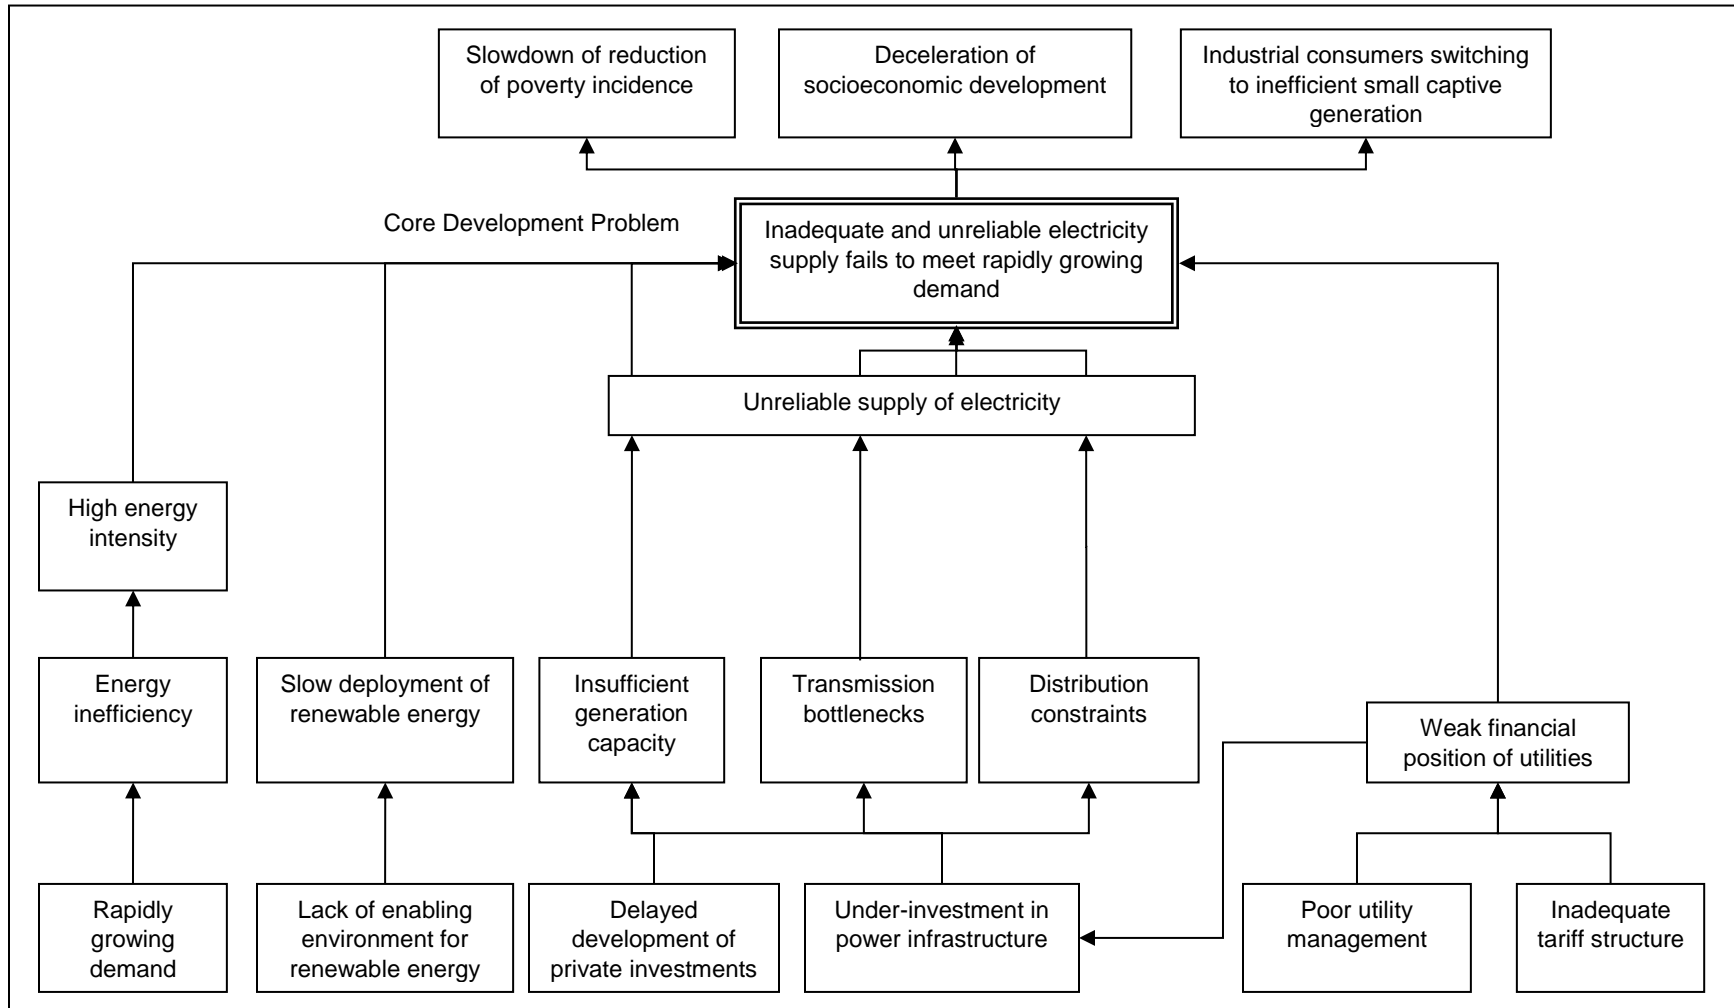 Slowdown of reduction
of poverty incidence
Deceleration of
socioeconomic development
Industrial consumers switching
to inefficient small captive
generation
Core Development Problem
Inadequate and unreliable electricity
supply fails to meet rapidly growing
demand
Unreliable supply of electricity
High energy
intensity
Energy
inefficiency
Slow deployment of
renewable energy
Insufficient
generation
capacity
Transmission
bottlenecks
Distribution
constraints
Weak financial
position of utilities
Rapidly
growing
demand
Lack of enabling
environment for
renewable energy
Delayed
development of
private investments
Under-investment in
power infrastructure
Poor utility
management
Inadequate
tariff structure